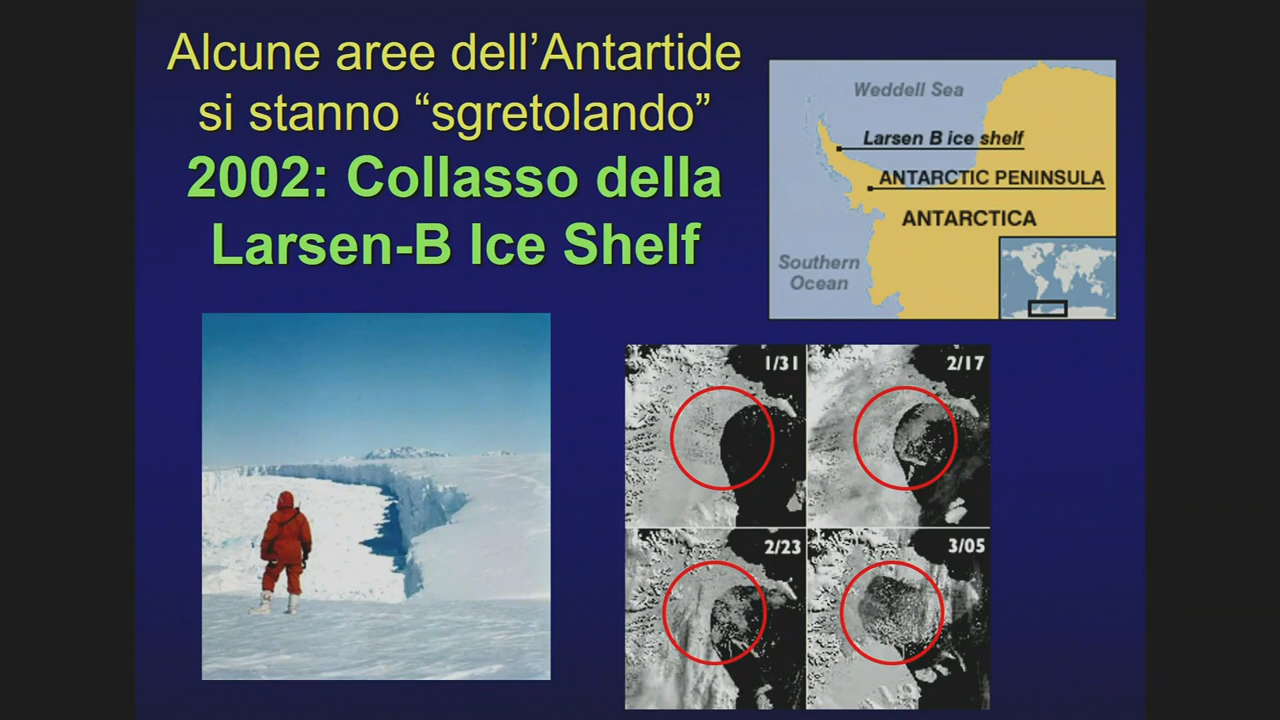 Alcune aree dell’Antartide
si stanno “sgretolando”
2002: Collasso della
Larsen-B Ice Shelf
Weddell Sea
Larsen B ice shelf
ANTARCTIC PENINSULA
ANTARCTICA
Southern
Ocean
1/31
2/17
2/23
3/05